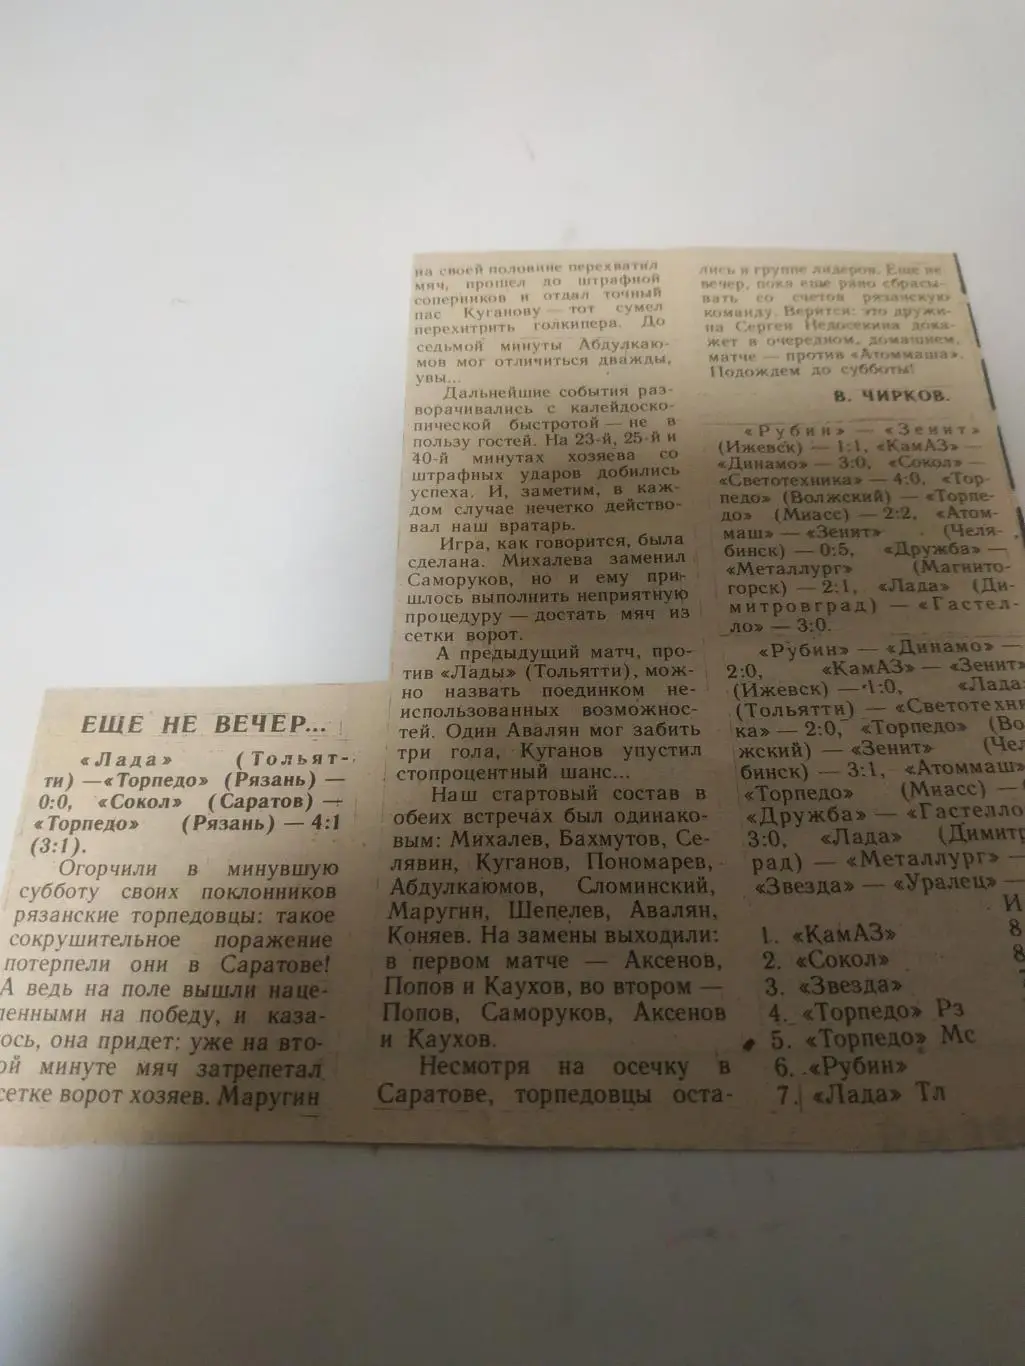 ЕЩЕ НЕ ВЕЧЕР...
«Лада» (Тольят-
ти) — «Торпедо» (Рязань) —
0:0, «Сокол» (Саратов) —
«Торпедо» (Рязань) — 4:1
(3:1).
Огорчили в минувшую
субботу своих поклонников
рязанские торпедовцы: такое
сокрушительное поражение
потерпели они в Саратове!
А ведь на поле вышли наце-
ленными на победу, и каза-
ось, она придет: уже на вто-
й минуте мяч затрепетал
сетке ворот хозяев. Маругин
на своей половине перехватил
мяч, прошел до штрафной
соперников и отдал точный
пас Куганову — тот сумел
перехитрить голкипера. До
седьмой минуты Абдулкаю-
мов мог отличиться дважды,
увы...
Дальнейшие события раз-
ворачивались с калейдоско-
пической быстротой — не в
пользу гостей. На 23-й, 25-й и
40-й минутах хозяева со
штрафных ударов добились
успеха. И, заметим, в каж-
дом случае нечетко действо-
вал наш вратарь.
Игра, как говорится, была
сделана. Михалева заменил
Саморуков, но и ему при-
шлось выполнить неприятную
процедуру — достать мяч из
сетки ворот.
А предыдущий матч, про-
тив «Лады» (Тольятти), мож-
но назвать поединком не-
использованных возможнос-
тей. Один Авалян мог забить
три гола, Куганов упустил
стопроцентный шанс...
Наш стартовый состав в
обеих встречах был одинако-
вым: Михалев, Бахмутов, Се-
лявин, Куганов, Пономарев,
Абдулкаюмов, Сломинский,
Маругин, Шепелев, Авалян,
Коняев. На замены выходили:
в первом матче — Аксенов,
Попов и Каухов, во втором —
Попов, Саморуков, Аксенов
и Каухов.
Несмотря на осечку в
Саратове, торпедовцы оста-
лись в группе лидеров. Еще не
вечер, пока еще рано сбрасы-
вать со счетов рязанскую
команду. Верится: это дружи-
на Сергея Недосекина дока-
жет в очередном, домашнем,
матче — против «Атоммаша».
Подождем до субботы!
В. ЧИРКОВ.
«Рубин» — «Зенит»
(Ижевск) — 1:1, «КамАЗ» —
«Динамо» — 3:0, «Сокол» —
«Светотехника» — 4:0, «Тор-
педо» (Волжский) — «Торпе-
до» (Миасс) — 2:2, «Атом-
маш» — «Зенит» (Челя-
бинск) — 0:5, «Дружба» —
«Металлург» (Магнито-
горск) — 2:1, «Лада» (Ди-
митровград) — «Гастел-
ло» — 3:0.
«Рубин» — «Динамо» —
2:0, «КамАЗ» — «Зенит»
(Ижевск) — 1:0, «Лада»
(Тольятти) — «Светотехни
ка» — 2:0, «Торпедо» (Во
жский) — «Зенит» (Чел
бинск) — 3:1, «Атоммаш»
«Торпедо» (Миасс) —
«Дружба» — «Гастелло
3:0, «Лада» (Димитр
рад) — «Металлург» —
«Звезда» — «Уралец» —
И
1. «КамАЗ» 8
2. «Сокол» 8
3. «Звезда»
4. «Торпедо» Рз
5. «Торпедо» Мс
6. «Рубин»
7. «Лада» Тл